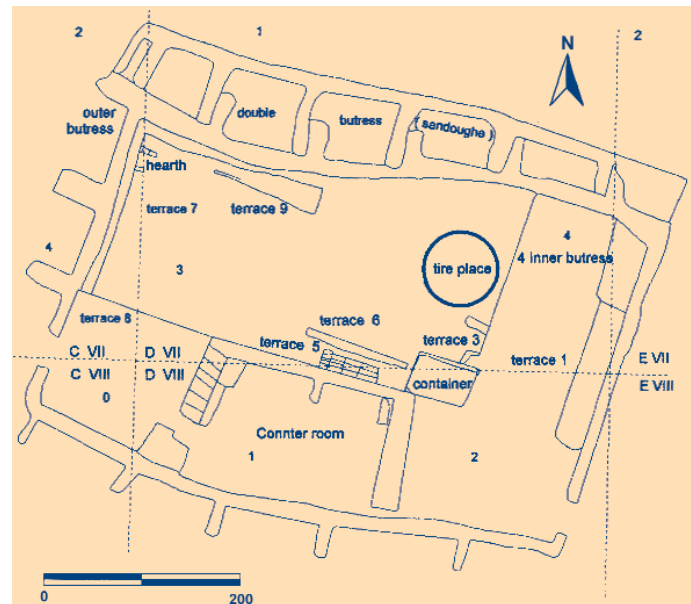 2
1
2
N
outer
butress
double
butress
sandoughe
hearth
terrace 7
terrace 9
4
4
4 inner butress
3
tire place
terrace 8
terrace 6
terrace 5
terrace 3
terrace 1
C VII
D VII
E VII
C VIII
D VIII
E VIII
0
container
Connter room
1
2
0
200